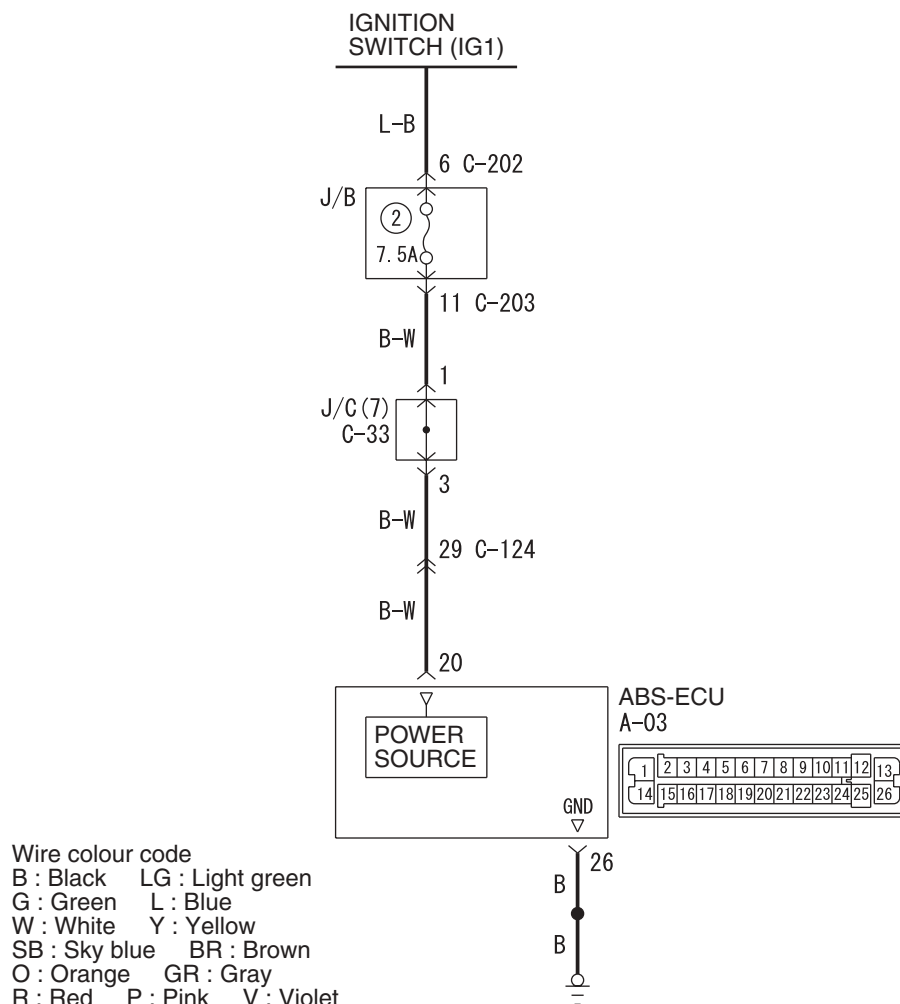 IGNITION
SWITCH (IG1)
L-B
6 C-202
J/B
2
7.5A
11 C-203
B-W
1
J/C(7)
C-33
3
B-W
29 C-124
B-W
20
ABS-ECU
A-03
POWER
SOURCE
1 2 3 4 5 6 7 8 9 10 11 12 13
14 15 16 17 18 19 20 21 22 23 24 25 26
GND
26
B
B
Wire colour code
B : Black LG : Light green
G : Green L : Blue
W : White Y : Yellow
SB : Sky blue BR : Brown
O : Orange GR : Gray
R : Red P : Pink V : Violet